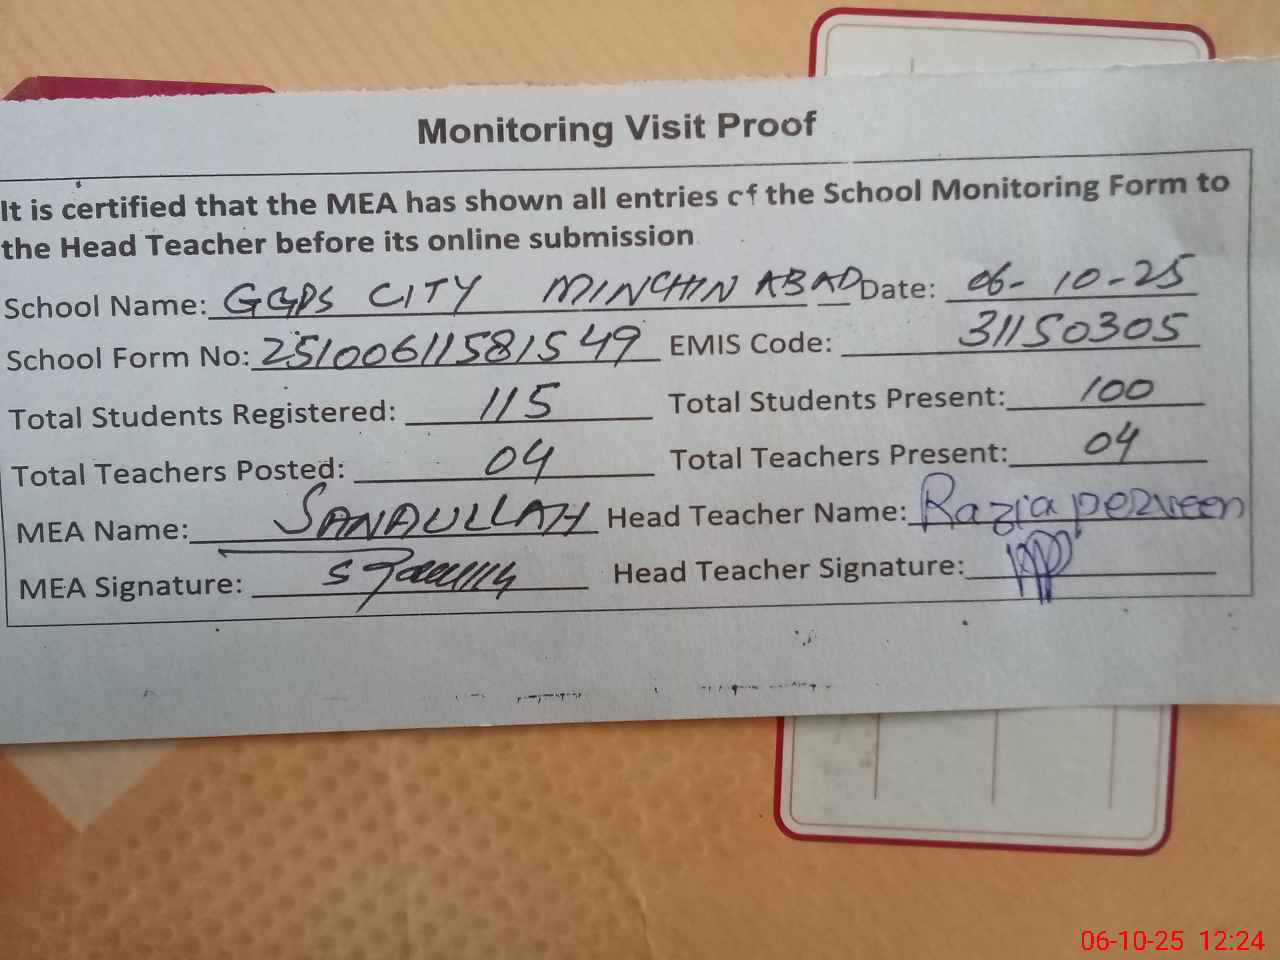 Monitoring Visit Proof
It is certified that the MEA has shown all entries of the School Monitoring Form to
the Head Teacher before its online submission
School Name: GGPS CITY MINCHIN ABAD Date: 06-10-25
School Form No: 25100611581549 EMIS Code: 31150305
Total Students Registered: 115 Total Students Present: 100
Total Teachers Posted: 04 Total Teachers Present: 04
MEA Name: SANAULLAH Head Teacher Name: Razia perveen
MEA Signature: Head Teacher Signature:
06-10-25 12:24